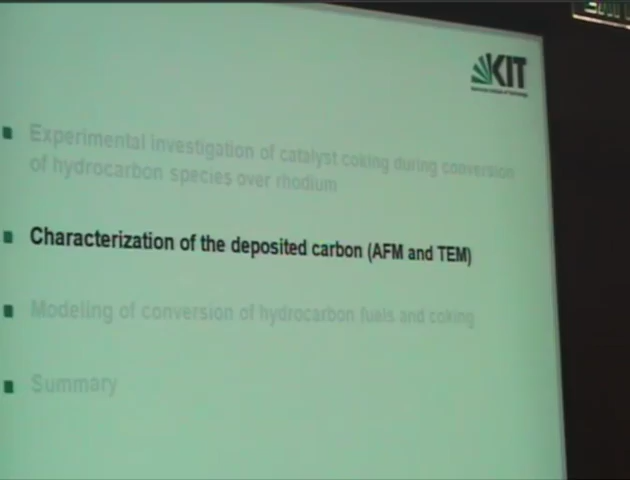 KIT
Experimental investigation of catalyst coking during conversion
of hydrocarbon species over rhodium
Characterization of the deposited carbon (AFM and TEM)
Modeling of conversion of hydrocarbon fuels and coking
Summary